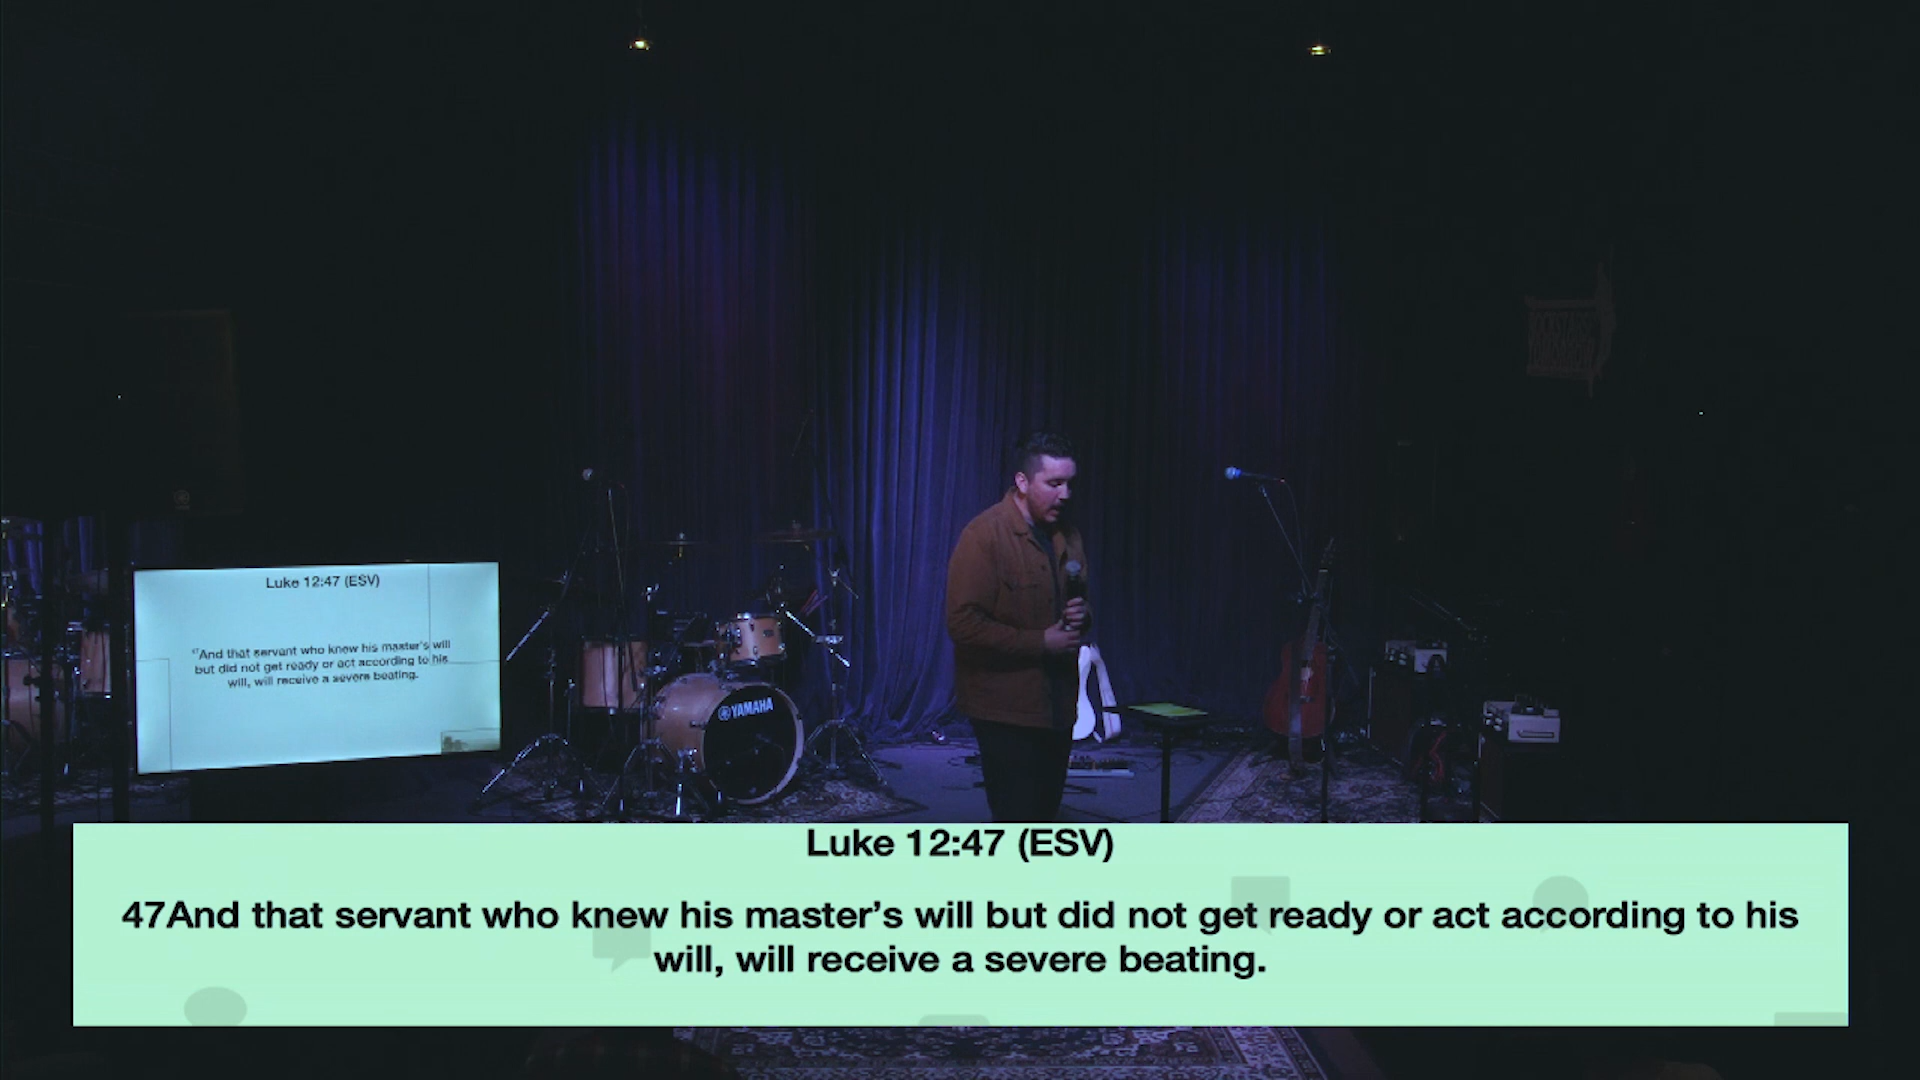 Luke 12:47 (ESV)
47And that servant who knew his master's will
but did not get ready or act according to his
will, will receive a severe beating.
YAMAHA
Luke 12:47 (ESV)
47And that servant who knew his master’s will but did not get ready or act according to his
will, will receive a severe beating.